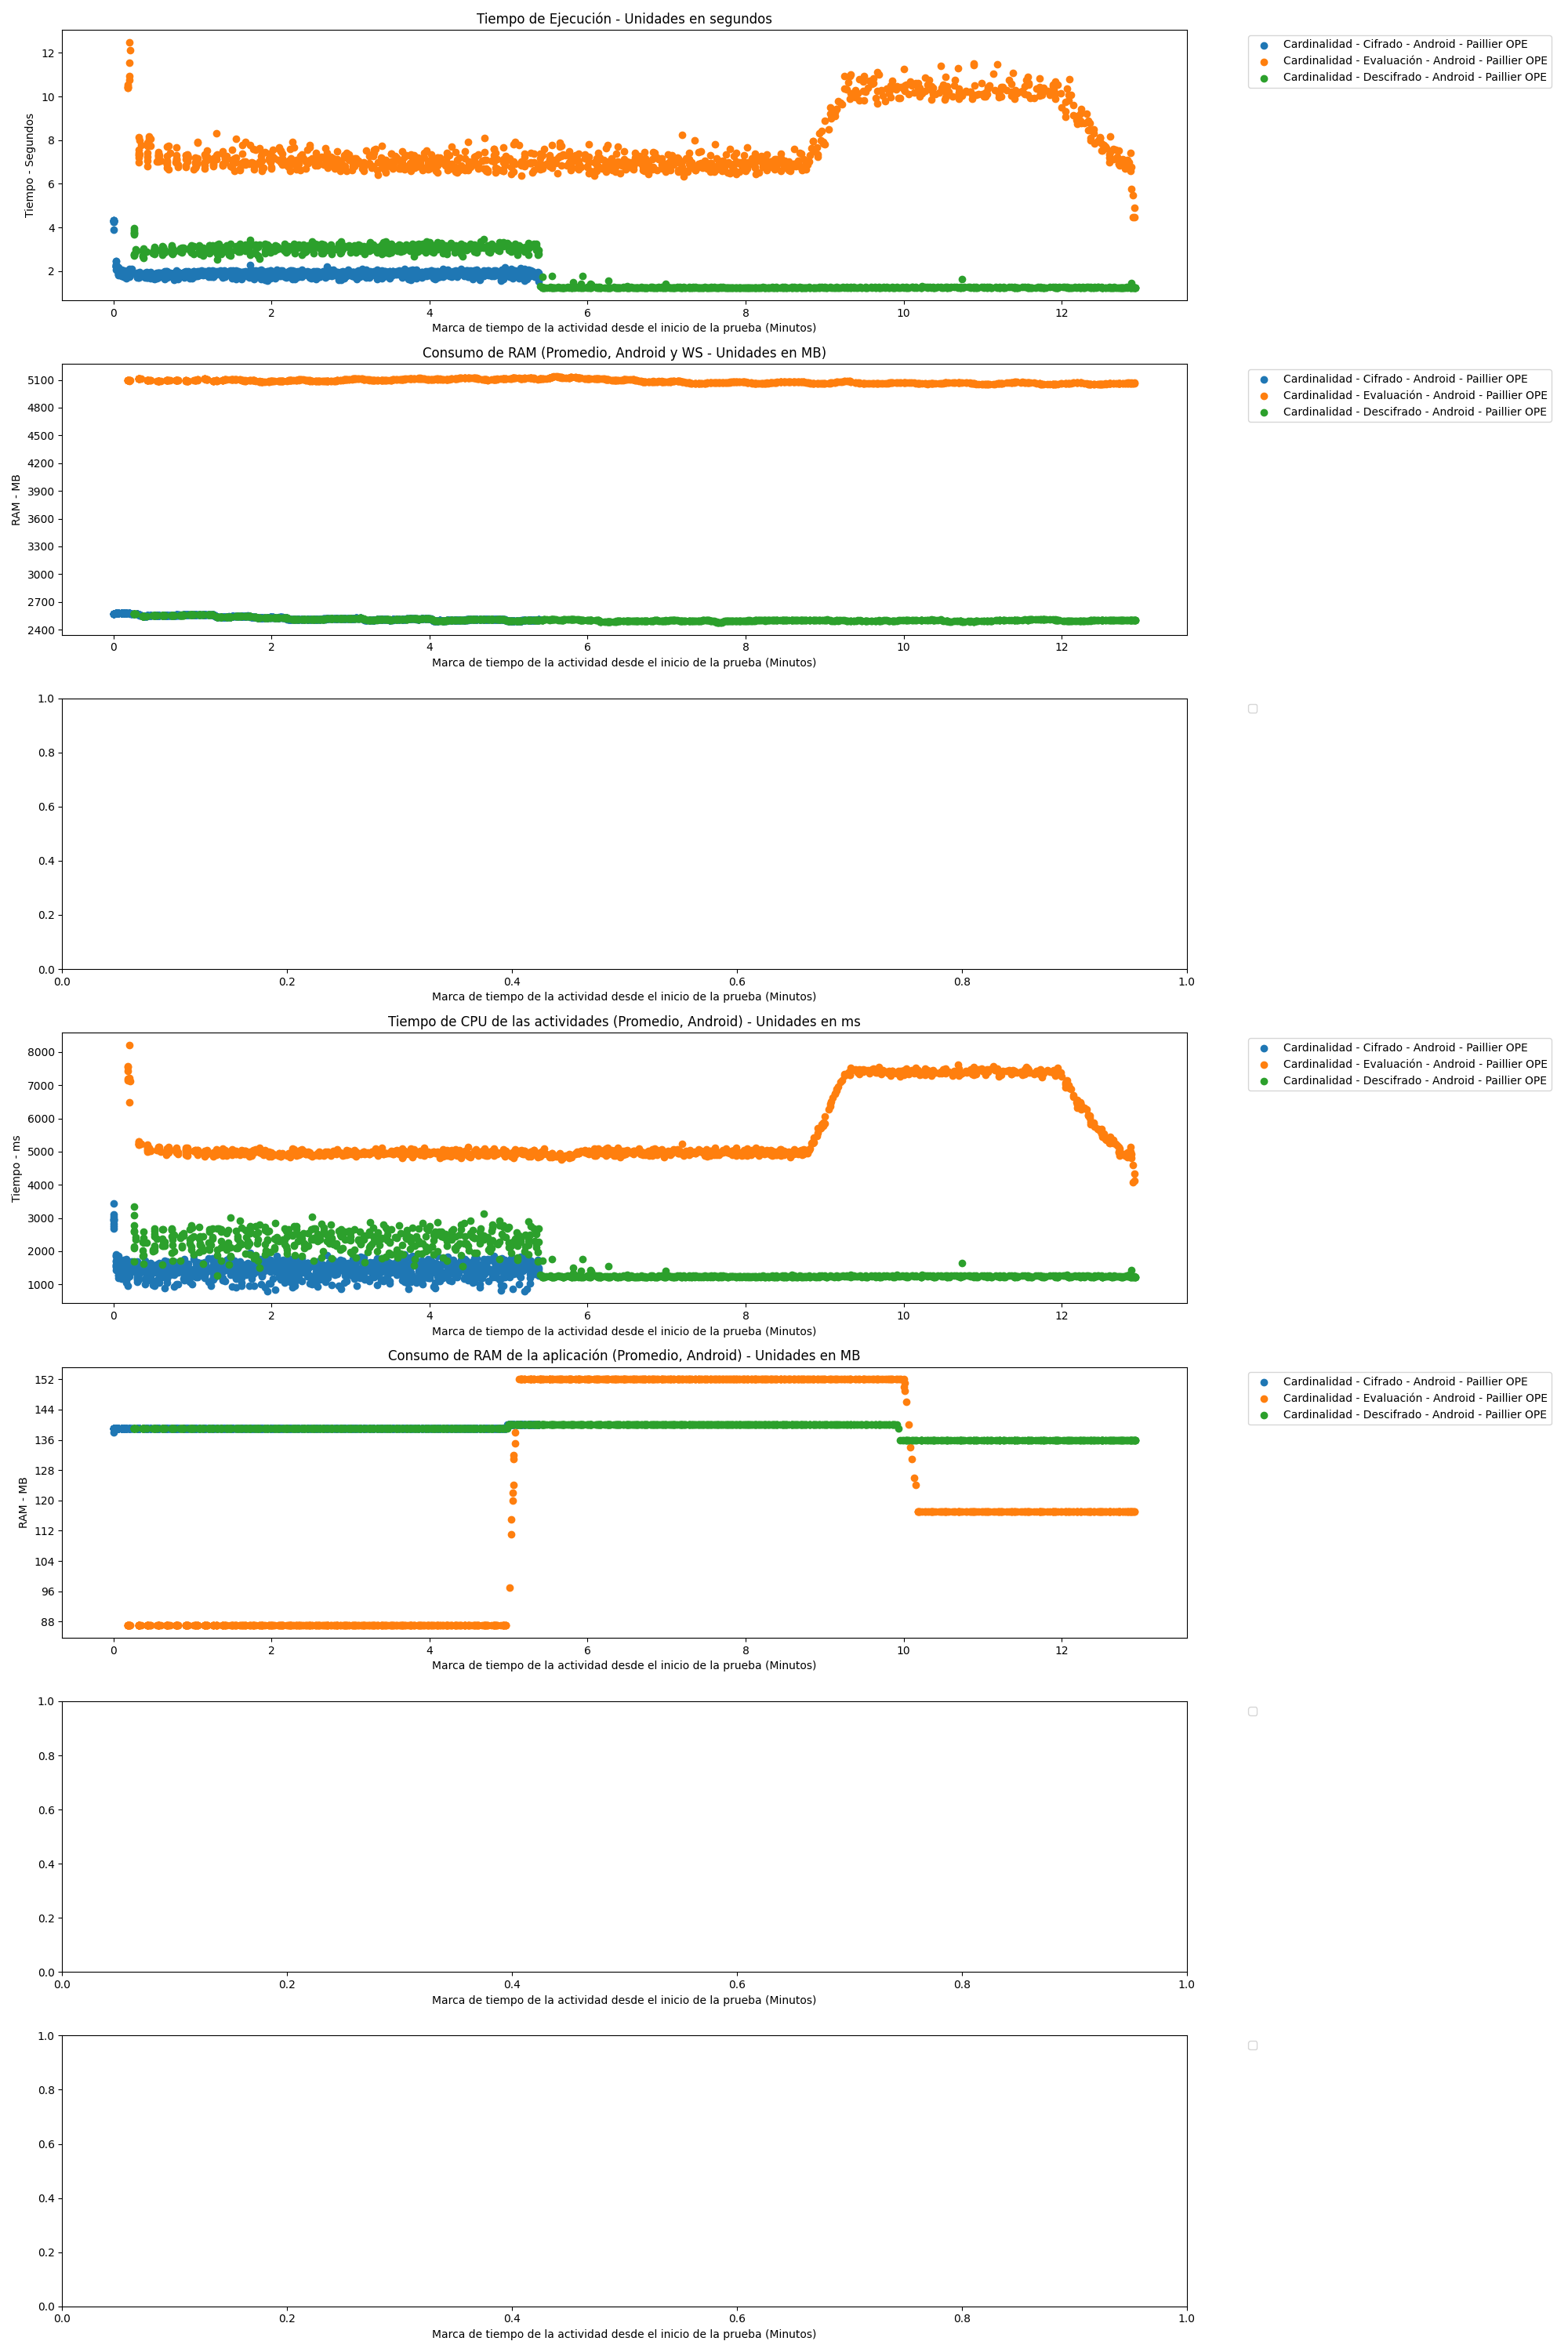 Tiempo de Ejecución - Unidades en segundos
Tiempo - Segundos
12
10
8
6
4
2
0 2 4 6 8 10 12
Marca de tiempo de la actividad desde el inicio de la prueba (Minutos)
Cardinalidad - Cifrado - Android - Paillier OPE
Cardinalidad - Evaluación - Android - Paillier OPE
Cardinalidad - Descifrado - Android - Paillier OPE
Consumo de RAM (Promedio, Android y WS - Unidades en MB)
RAM - MB
5100
4800
4500
4200
3900
3600
3300
3000
2700
2400
0 2 4 6 8 10 12
Marca de tiempo de la actividad desde el inicio de la prueba (Minutos)
Cardinalidad - Cifrado - Android - Paillier OPE
Cardinalidad - Evaluación - Android - Paillier OPE
Cardinalidad - Descifrado - Android - Paillier OPE
1.0
0.8
0.6
0.4
0.2
0.0
0.0 0.2 0.4 0.6 0.8 1.0
Marca de tiempo de la actividad desde el inicio de la prueba (Minutos)
Tiempo de CPU de las actividades (Promedio, Android) - Unidades en ms
Tiempo - ms
8000
7000
6000
5000
4000
3000
2000
1000
0 2 4 6 8 10 12
Marca de tiempo de la actividad desde el inicio de la prueba (Minutos)
Cardinalidad - Cifrado - Android - Paillier OPE
Cardinalidad - Evaluación - Android - Paillier OPE
Cardinalidad - Descifrado - Android - Paillier OPE
Consumo de RAM de la aplicación (Promedio, Android) - Unidades en MB
RAM - MB
152
144
136
128
120
112
104
96
88
0 2 4 6 8 10 12
Marca de tiempo de la actividad desde el inicio de la prueba (Minutos)
Cardinalidad - Cifrado - Android - Paillier OPE
Cardinalidad - Evaluación - Android - Paillier OPE
Cardinalidad - Descifrado - Android - Paillier OPE
1.0
0.8
0.6
0.4
0.2
0.0
0.0 0.2 0.4 0.6 0.8 1.0
Marca de tiempo de la actividad desde el inicio de la prueba (Minutos)
1.0
0.8
0.6
0.4
0.2
0.0
0.0 0.2 0.4 0.6 0.8 1.0
Marca de tiempo de la actividad desde el inicio de la prueba (Minutos)